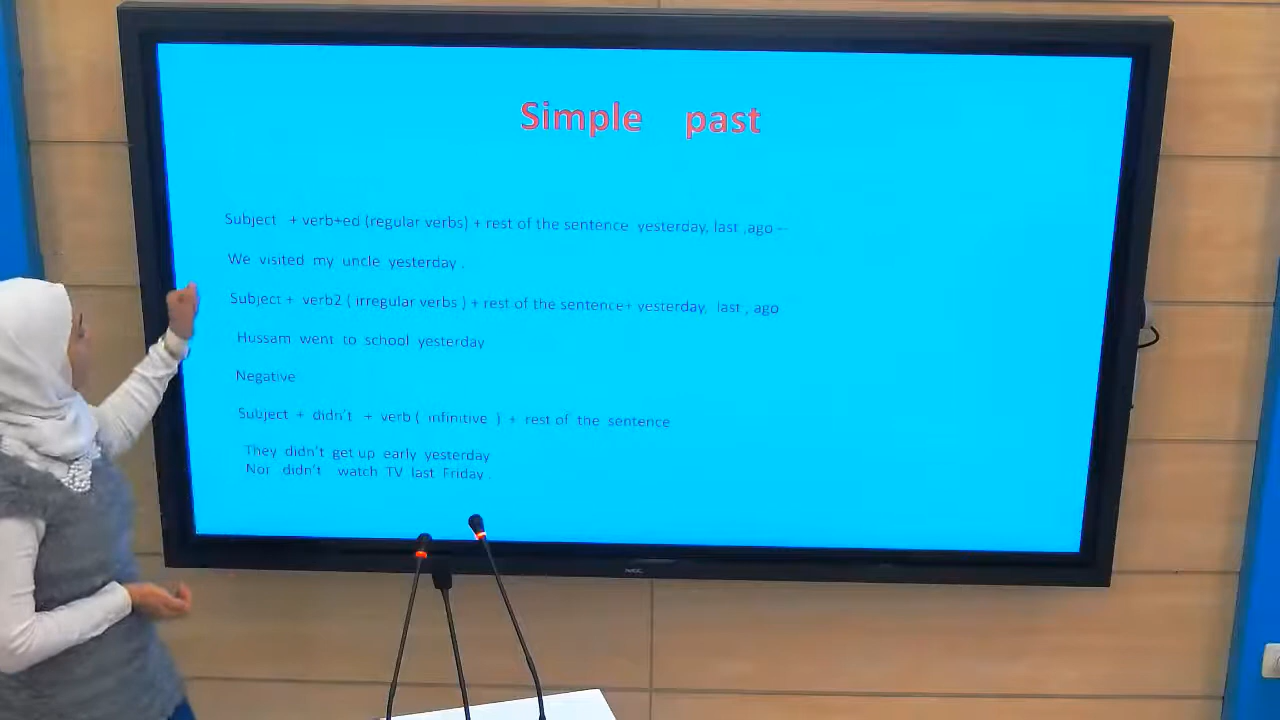 Simple past
Subject + verb+ed (regular verbs) + rest of the sentence yesterday, last ,ago --
We visited my uncle yesterday .
Subject + verb2 ( irregular verbs ) + rest of the sentence+ yesterday, last , ago
Hussam went to school yesterday
Negative
Subject + didn't + verb ( infinitive ) + rest of the sentence
They didn't get up early yesterday
Nor didn't watch TV last Friday .
NEC